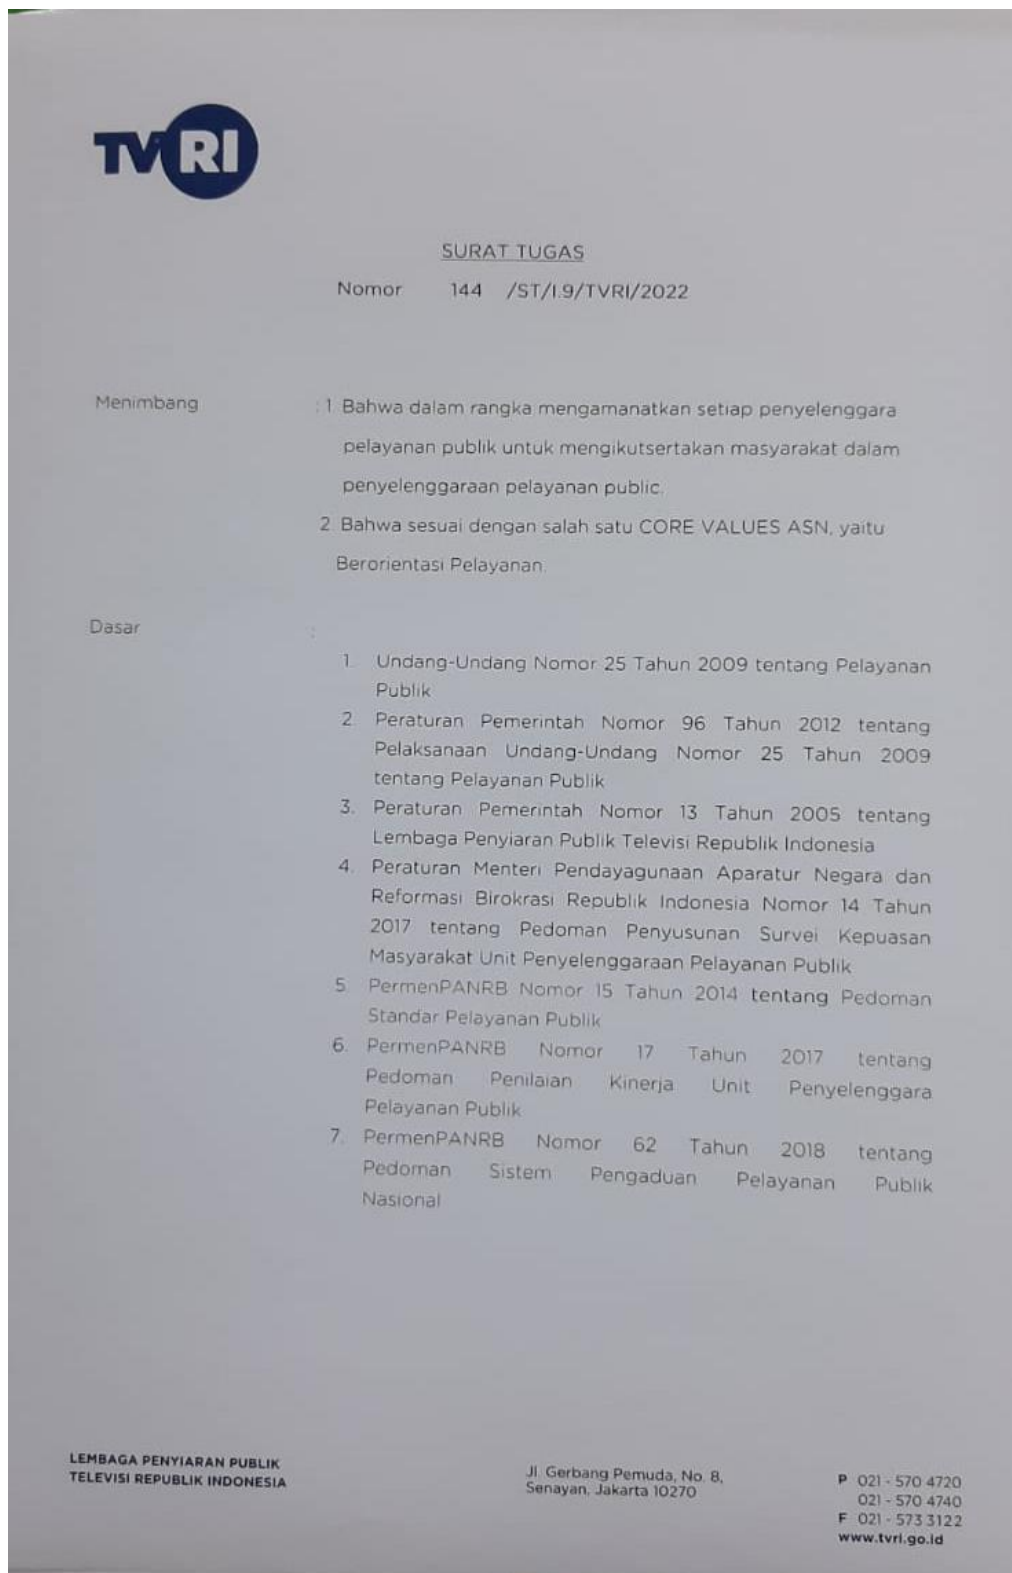 TVRI
SURAT TUGAS
Nomor 144 /ST/I.9/TVRI/2022
Menimbang : 1. Bahwa dalam rangka mengamanatkan setiap penyelenggara
pelayanan publik untuk mengikutsertakan masyarakat dalam
penyelenggaraan pelayanan public.
2. Bahwa sesuai dengan salah satu CORE VALUES ASN, yaitu
Berorientasi Pelayanan.
Dasar :
1. Undang-Undang Nomor 25 Tahun 2009 tentang Pelayanan
Publik
2. Peraturan Pemerintah Nomor 96 Tahun 2012 tentang
Pelaksanaan Undang-Undang Nomor 25 Tahun 2009
tentang Pelayanan Publik
3. Peraturan Pemerintah Nomor 13 Tahun 2005 tentang
Lembaga Penyiaran Publik Televisi Republik Indonesia
4. Peraturan Menteri Pendayagunaan Aparatur Negara dan
Reformasi Birokrasi Republik Indonesia Nomor 14 Tahun
2017 tentang Pedoman Penyusunan Survei Kepuasan
Masyarakat Unit Penyelenggaraan Pelayanan Publik
5. PermenPANRB Nomor 15 Tahun 2014 tentang Pedoman
Standar Pelayanan Publik
6. PermenPANRB Nomor 17 Tahun 2017 tentang
Pedoman Penilaian Kinerja Unit Penyelenggara
Pelayanan Publik
7. PermenPANRB Nomor 62 Tahun 2018 tentang
Pedoman Sistem Pengaduan Pelayanan Publik
Nasional
LEMBAGA PENYIARAN PUBLIK
TELEVISI REPUBLIK INDONESIA
Jl. Gerbang Pemuda, No. 8,
Senayan, Jakarta 10270
P 021 - 570 4720
021 - 570 4740
F 021 - 573 3122
www.tvri.go.id